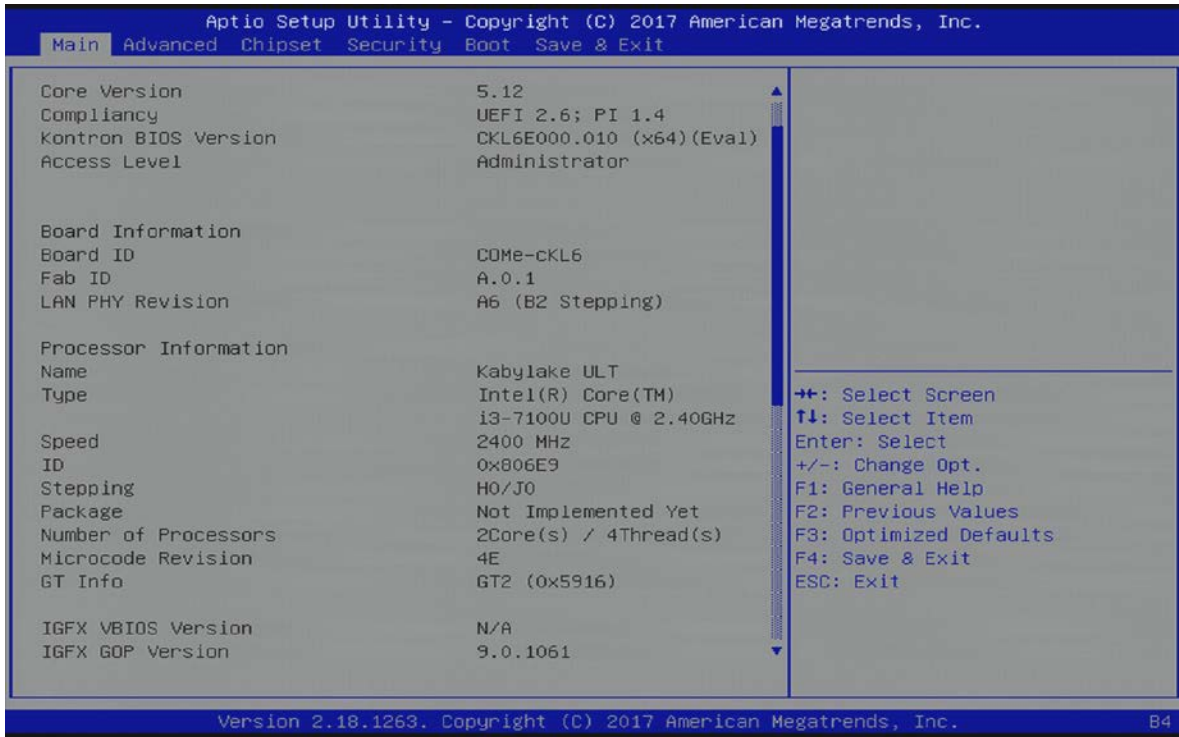 Aptio Setup Utility – Copyright (C) 2017 American Megatrends, Inc.
Main Advanced Chipset Security Boot Save & Exit
Core Version 5.12
Compliancy UEFI 2.6; PI 1.4
Kontron BIOS Version CKL6E000.010 (x64)(Eval)
Access Level Administrator
Board Information
Board ID COMe-cKL6
Fab ID A.0.1
LAN PHY Revision A6 (B2 Stepping)
Processor Information
Name Kabylake ULT
Type Intel(R) Core(TM)
i3-7100U CPU @ 2.40GHz
Speed 2400 MHz
ID 0x806E9
Stepping H0/J0
Package Not Implemented Yet
Number of Processors 2Core(s) / 4Thread(s)
Microcode Revision 4E
GT Info GT2 (0x5916)
IGFX VBIOS Version N/A
IGFX GOP Version 9.0.1061
→←: Select Screen
↑↓: Select Item
Enter: Select
+/-: Change Opt.
F1: General Help
F2: Previous Values
F3: Optimized Defaults
F4: Save & Exit
ESC: Exit
Version 2.18.1263. Copyright (C) 2017 American Megatrends, Inc.
B4